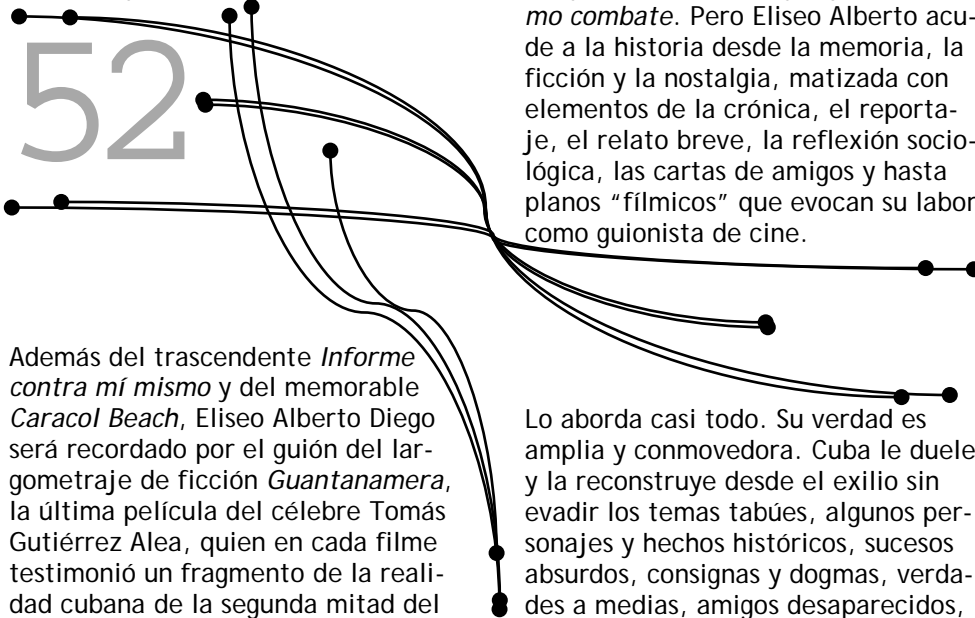 52
Además del trascendente Informe
contra mí mismo y del memorable
Caracol Beach, Eliseo Alberto Diego
será recordado por el guión del lar-
gometraje de ficción Guantanamera,
la última película del célebre Tomás
Gutiérrez Alea, quien en cada filme
testimonió un fragmento de la reali-
dad cubana de la segunda mitad del
mo combate. Pero Eliseo Alberto acu-
de a la historia desde la memoria, la
ficción y la nostalgia, matizada con
elementos de la crónica, el reporta-
je, el relato breve, la reflexión socio-
lógica, las cartas de amigos y hasta
planos “fílmicos” que evocan su labor
como guionista de cine.
Lo aborda casi todo. Su verdad es
amplia y conmovedora. Cuba le duele
y la reconstruye desde el exilio sin
evadir los temas tabúes, algunos per-
sonajes y hechos históricos, sucesos
absurdos, consignas y dogmas, verda-
des a medias, amigos desaparecidos,